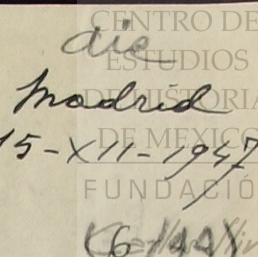 CENTRO DE
ESTUDIOS
DE HISTORIA
DE MEXICO
FUNDACIÓ
dic
Madrid
15-XII-1947